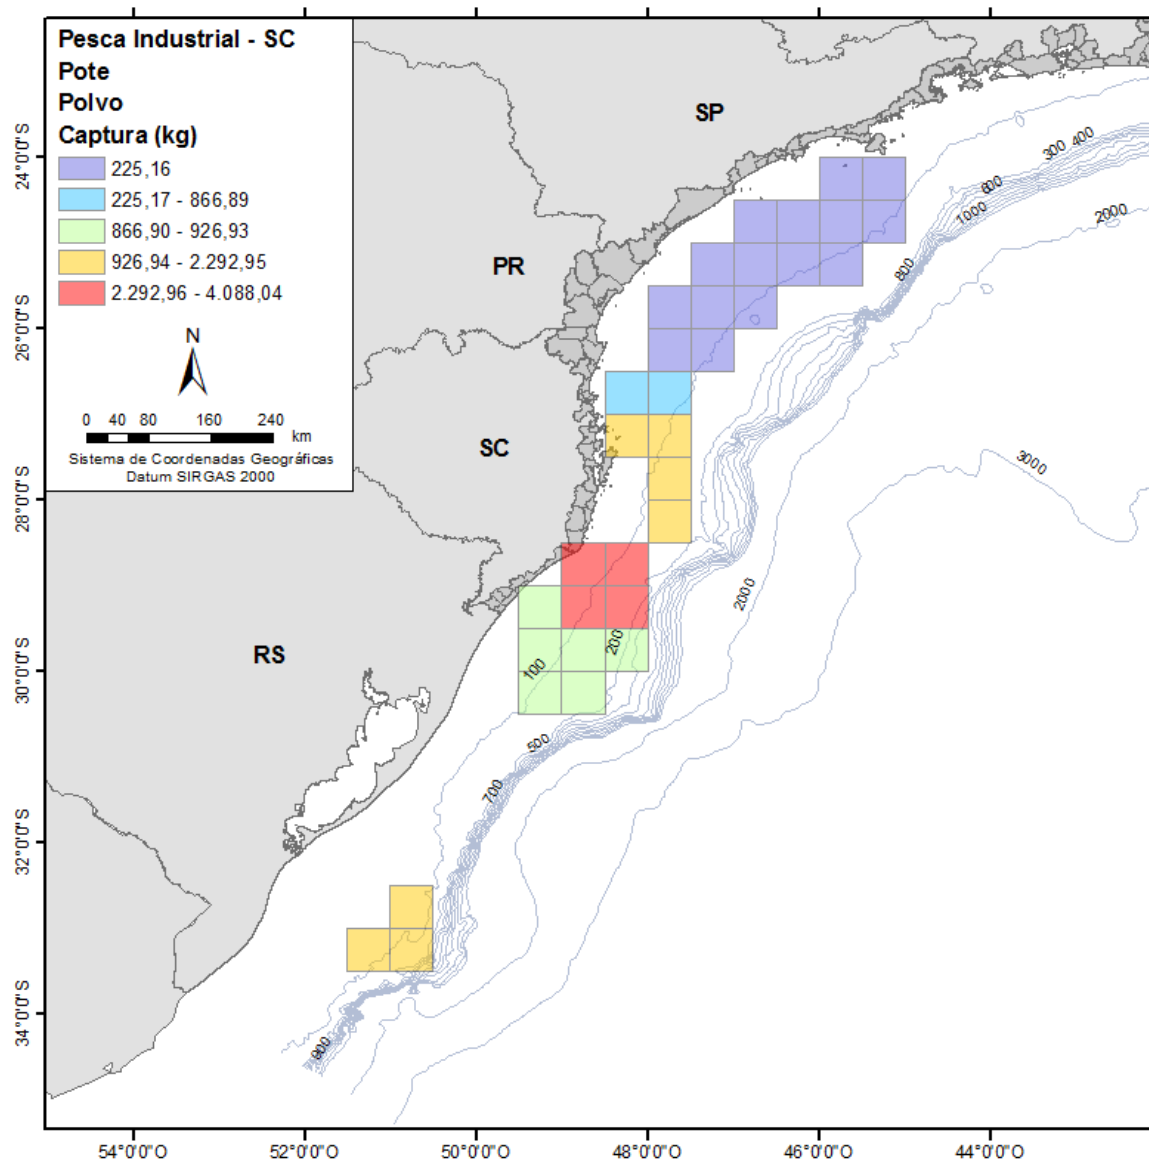 Pesca Industrial - SC
Pote
Polvo
Captura (kg)
225,16
225,17 - 866,89
866,90 - 926,93
926,94 - 2.292,95
2.292,96 - 4.088,04
N
0 40 80 160 240
km
Sistema de Coordenadas Geográficas
Datum SIRGAS 2000
SP
PR
SC
RS
300 400
600
1000
2000
800
3000
2000
200
100
500
700
900
24°0'0"S
26°0'0"S
28°0'0"S
30°0'0"S
32°0'0"S
34°0'0"S
54°0'0"O 52°0'0"O 50°0'0"O 48°0'0"O 46°0'0"O 44°0'0"O